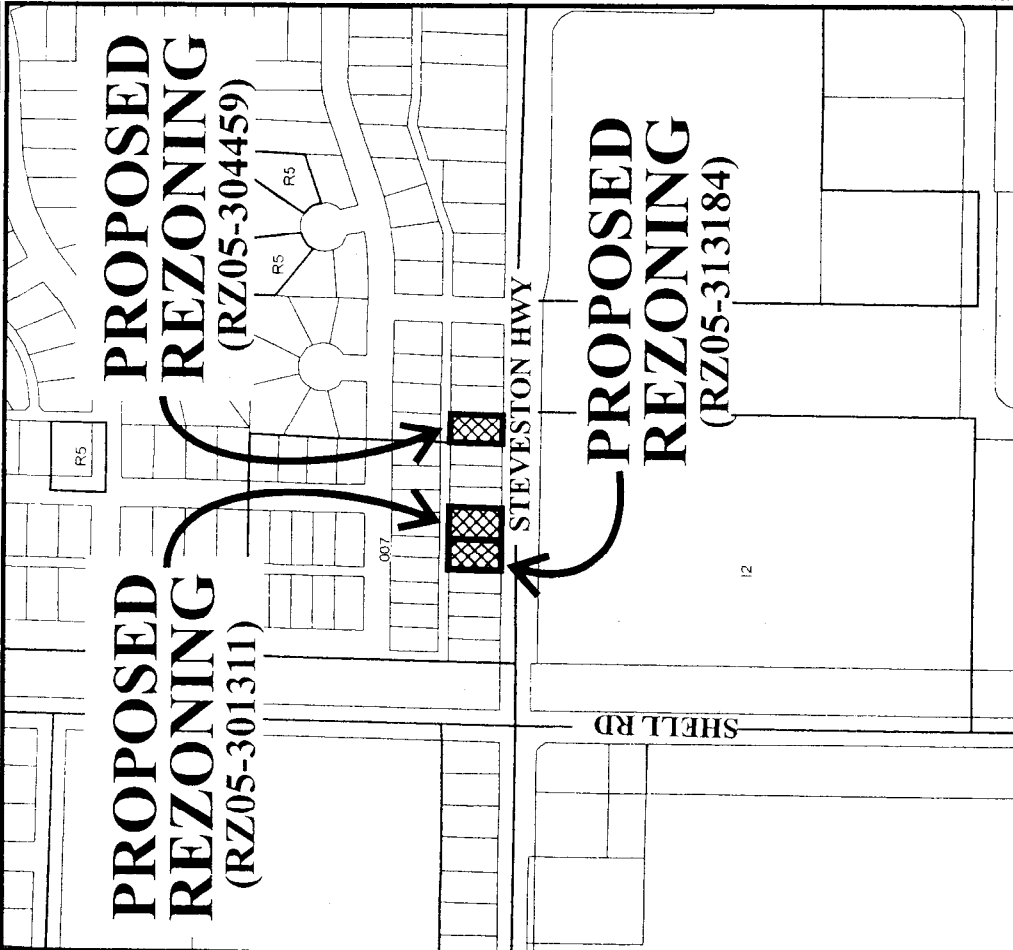 PROPOSED
REZONING
(RZ05-304459)
R5
R5
PROPOSED
REZONING
(RZ05-313184)
STEVESTON HWY
R5
007
I2
PROPOSED
REZONING
(RZ05-301311)
SHELL RD